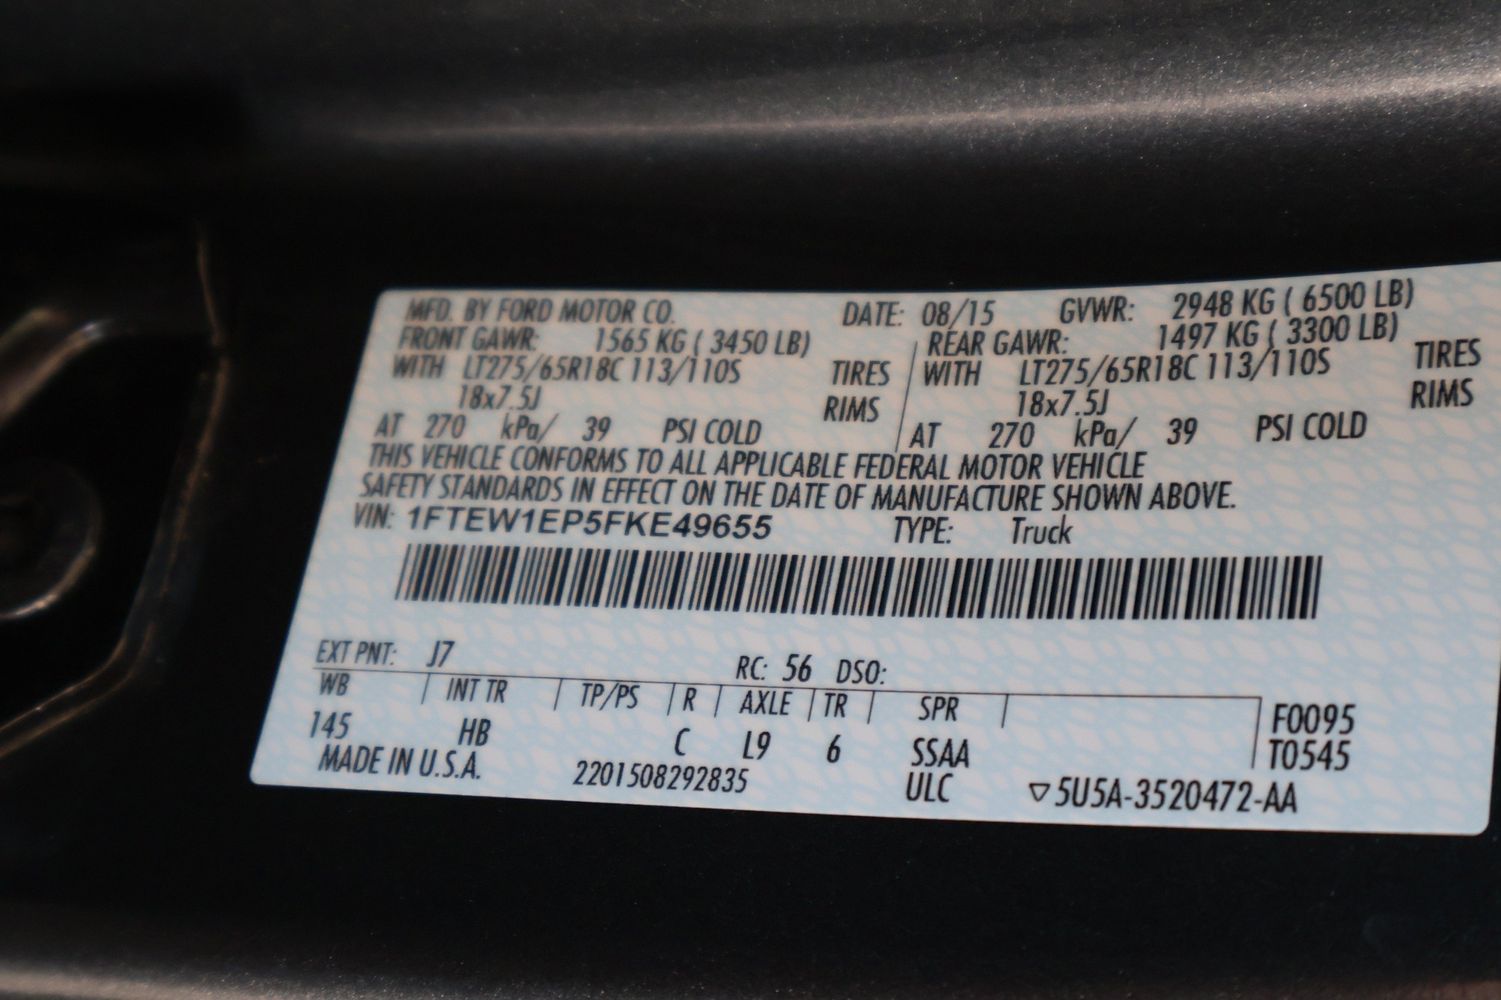 MFD. BY FORD MOTOR CO. DATE: 08/15 GVWR: 2948 KG ( 6500 LB)
FRONT GAWR: 1565 KG ( 3450 LB) REAR GAWR: 1497 KG ( 3300 LB)
WITH LT275/65R18C 113/110S TIRES WITH LT275/65R18C 113/110S TIRES
18x7.5J RIMS 18x7.5J RIMS
AT 270 kPa/ 39 PSI COLD AT 270 kPa/ 39 PSI COLD
THIS VEHICLE CONFORMS TO ALL APPLICABLE FEDERAL MOTOR VEHICLE
SAFETY STANDARDS IN EFFECT ON THE DATE OF MANUFACTURE SHOWN ABOVE.
VIN: 1FTEW1EP5FKE49655 TYPE: Truck
EXT PNT: J7 RC: 56 DSO:
WB INT TR TP/PS R AXLE TR SPR F0095
145 HB C L9 6 SSAA T0545
MADE IN U.S.A. 2201508292835 ULC ▽5U5A-3520472-AA